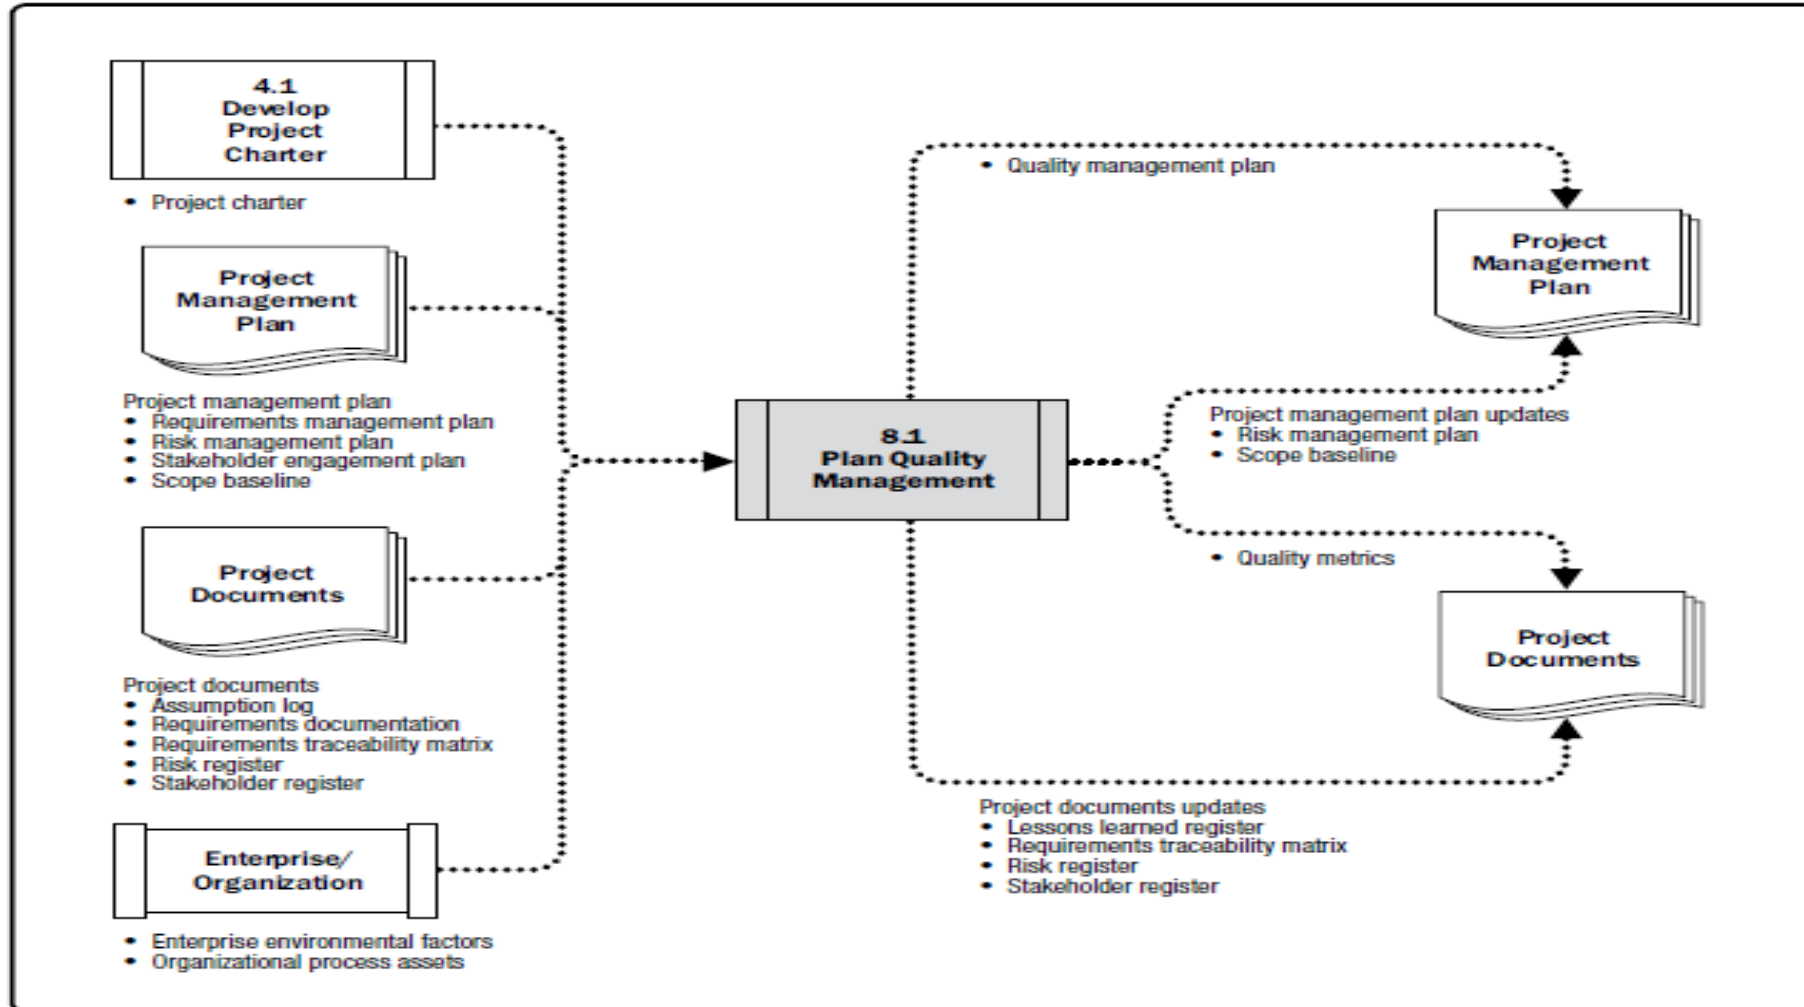 4.1
Develop
Project
Charter
• Project charter
Project
Management
Plan
Project management plan
• Requirements management plan
• Risk management plan
• Stakeholder engagement plan
• Scope baseline
Project
Documents
Project documents
• Assumption log
• Requirements documentation
• Requirements traceability matrix
• Risk register
• Stakeholder register
Enterprise/
Organization
• Enterprise environmental factors
• Organizational process assets
8.1
Plan Quality
Management
• Quality management plan
Project
Management
Plan
Project management plan updates
• Risk management plan
• Scope baseline
• Quality metrics
Project
Documents
Project documents updates
• Lessons learned register
• Requirements traceability matrix
• Risk register
• Stakeholder register